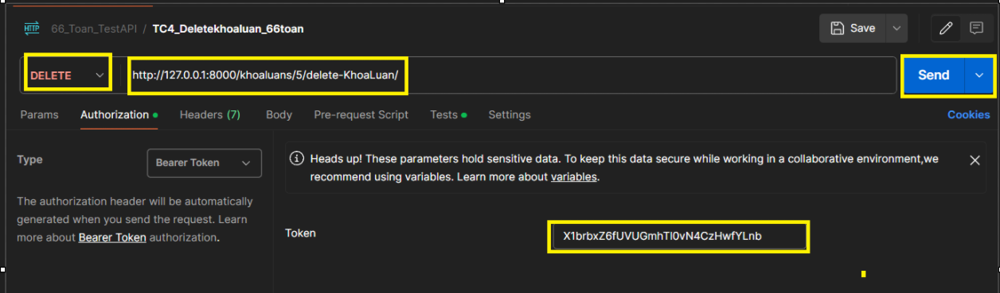 HTTP 66_Toan_TestAPI / TC4_Deletekhoaluan_66toan Save
DELETE http://127.0.0.1:8000/khoaluans/5/delete-KhoaLuan/ Send
Params Authorization Headers (7) Body Pre-request Script Tests Settings Cookies
Type Bearer Token
The authorization header will be automatically
generated when you send the request. Learn
more about Bearer Token authorization.
Heads up! These parameters hold sensitive data. To keep this data secure while working in a collaborative environment,we
recommend using variables. Learn more about variables.
Token X1brbxZ6fUVUGmhTl0vN4CzHwfYLnb